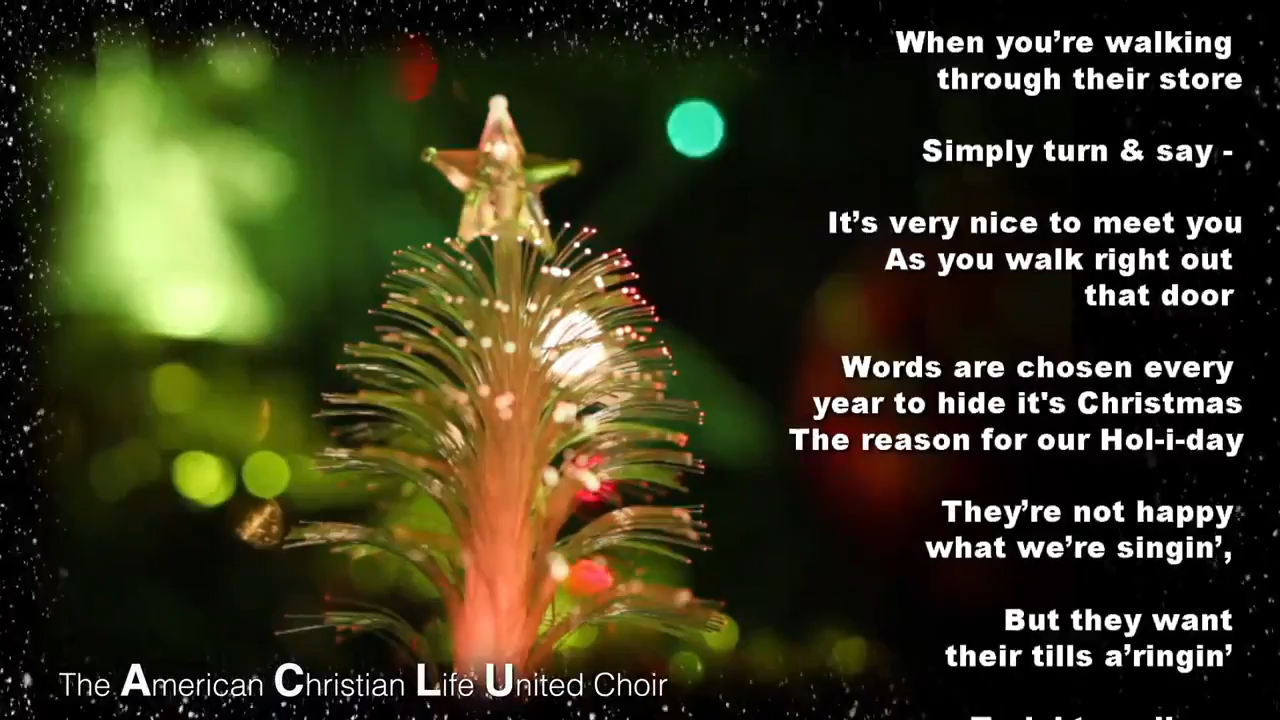 When you're walking
through their store
Simply turn & say -
It's very nice to meet you
As you walk right out
that door
Words are chosen every
year to hide it's Christmas
The reason for our Hol-i-day
They're not happy
what we're singin',
But they want
their tills a'ringin'
The American Christian Life United Choir